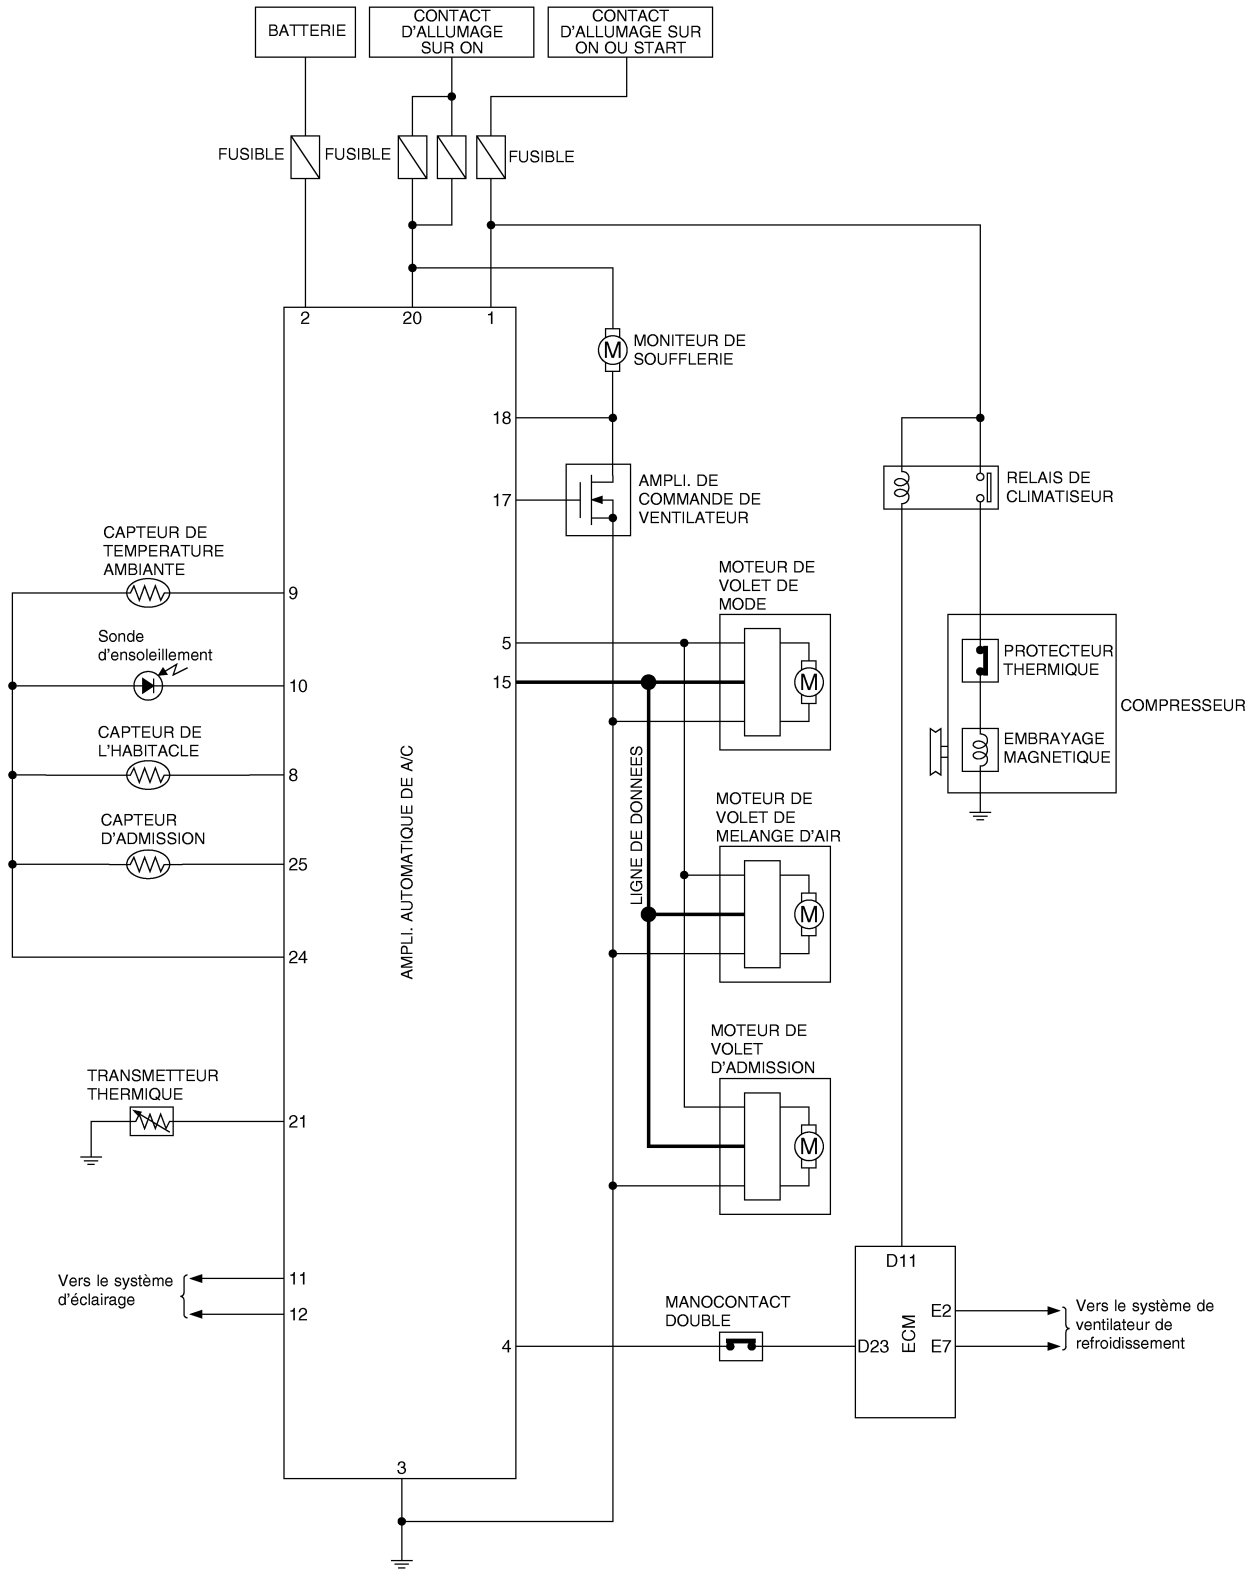 BATTERIE
CONTACT
D'ALLUMAGE
SUR ON
CONTACT
D'ALLUMAGE SUR
ON OU START
FUSIBLE
FUSIBLE
FUSIBLE
2
20
1
MONITEUR DE
SOUFFLERIE
M
18
17
AMPLI. DE
COMMANDE DE
VENTILATEUR
RELAIS DE
CLIMATISEUR
CAPTEUR DE
TEMPERATURE
AMBIANTE
9
Sonde
d'ensoleillement
10
CAPTEUR DE
L'HABITACLE
8
CAPTEUR
D'ADMISSION
25
24
AMPLI. AUTOMATIQUE DE A/C
5
15
LIGNE DE DONNEES
MOTEUR DE
VOLET DE
MODE
M
MOTEUR DE
VOLET DE
MELANGE D'AIR
M
MOTEUR DE
VOLET
D'ADMISSION
M
PROTECTEUR
THERMIQUE
EMBRAYAGE
MAGNETIQUE
COMPRESSEUR
TRANSMETTEUR
THERMIQUE
21
Vers le système
d'éclairage
11
12
4
MANOCONTACT
DOUBLE
D11
D23
ECM
E2
E7
Vers le système de
ventilateur de
refroidissement
3